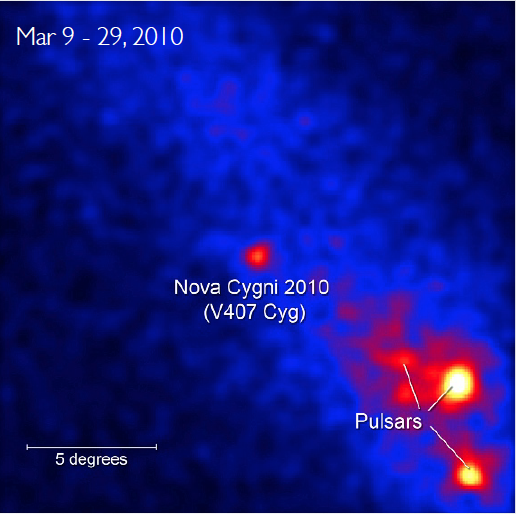 Mar 9 - 29, 2010
Nova Cygni 2010
(V407 Cyg)
Pulsars
5 degrees